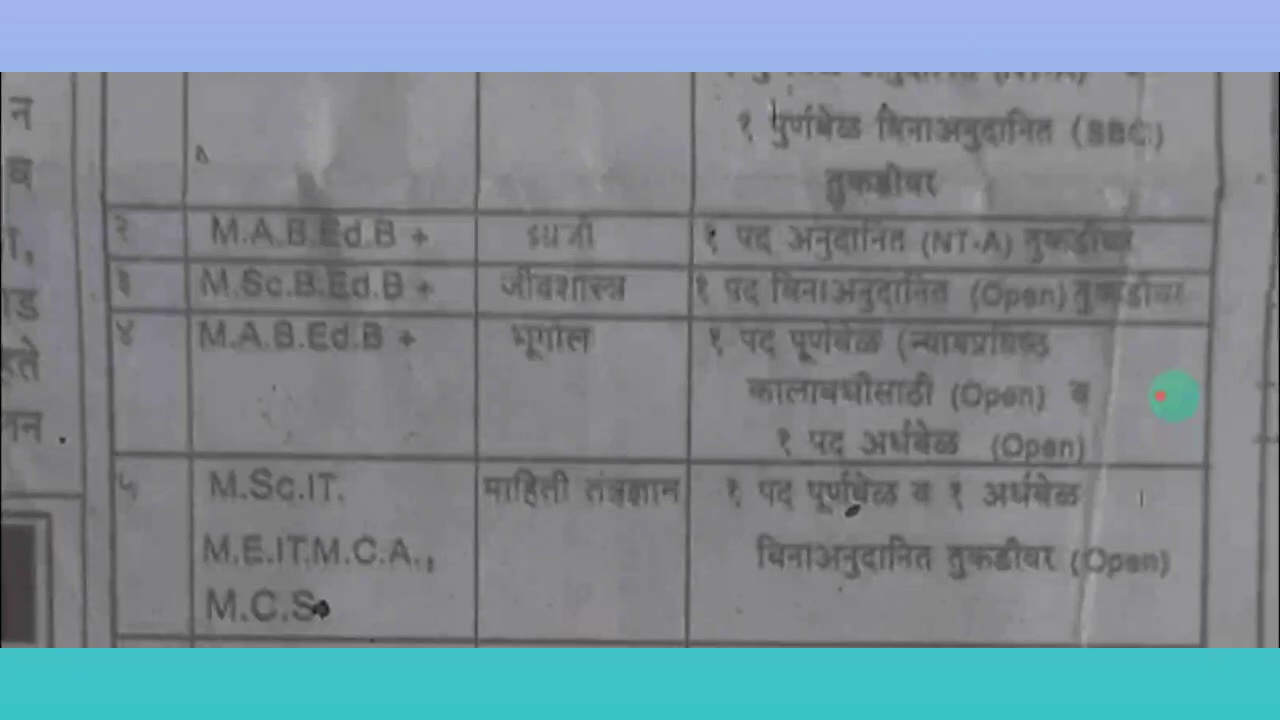 न
व
१ पुर्णवेळ विनाअनुदानित (SBC)
तुकडीवर
२ M.A.B.Ed.B + इंग्रजी १ पद अनुदानित (NT-A) तुकडीवर
३ M.Sc.B.Ed.B + जीवशास्त्र १ पद विनाअनुदानित (Open) तुकडीवर
४ M.A.B.Ed.B + भूगोल १ पद पूर्णवेळ (न्यायप्रविष्ठ
कालावधीसाठी (Open) व
१ पद अर्धवेळ (Open)
५ M.Sc.IT. माहिती तंत्रज्ञान १ पद पूर्णवेळ व १ अर्धवेळ
M.E.IT.M.C.A., विनाअनुदानित तुकडीवर (Open)
M.C.S.